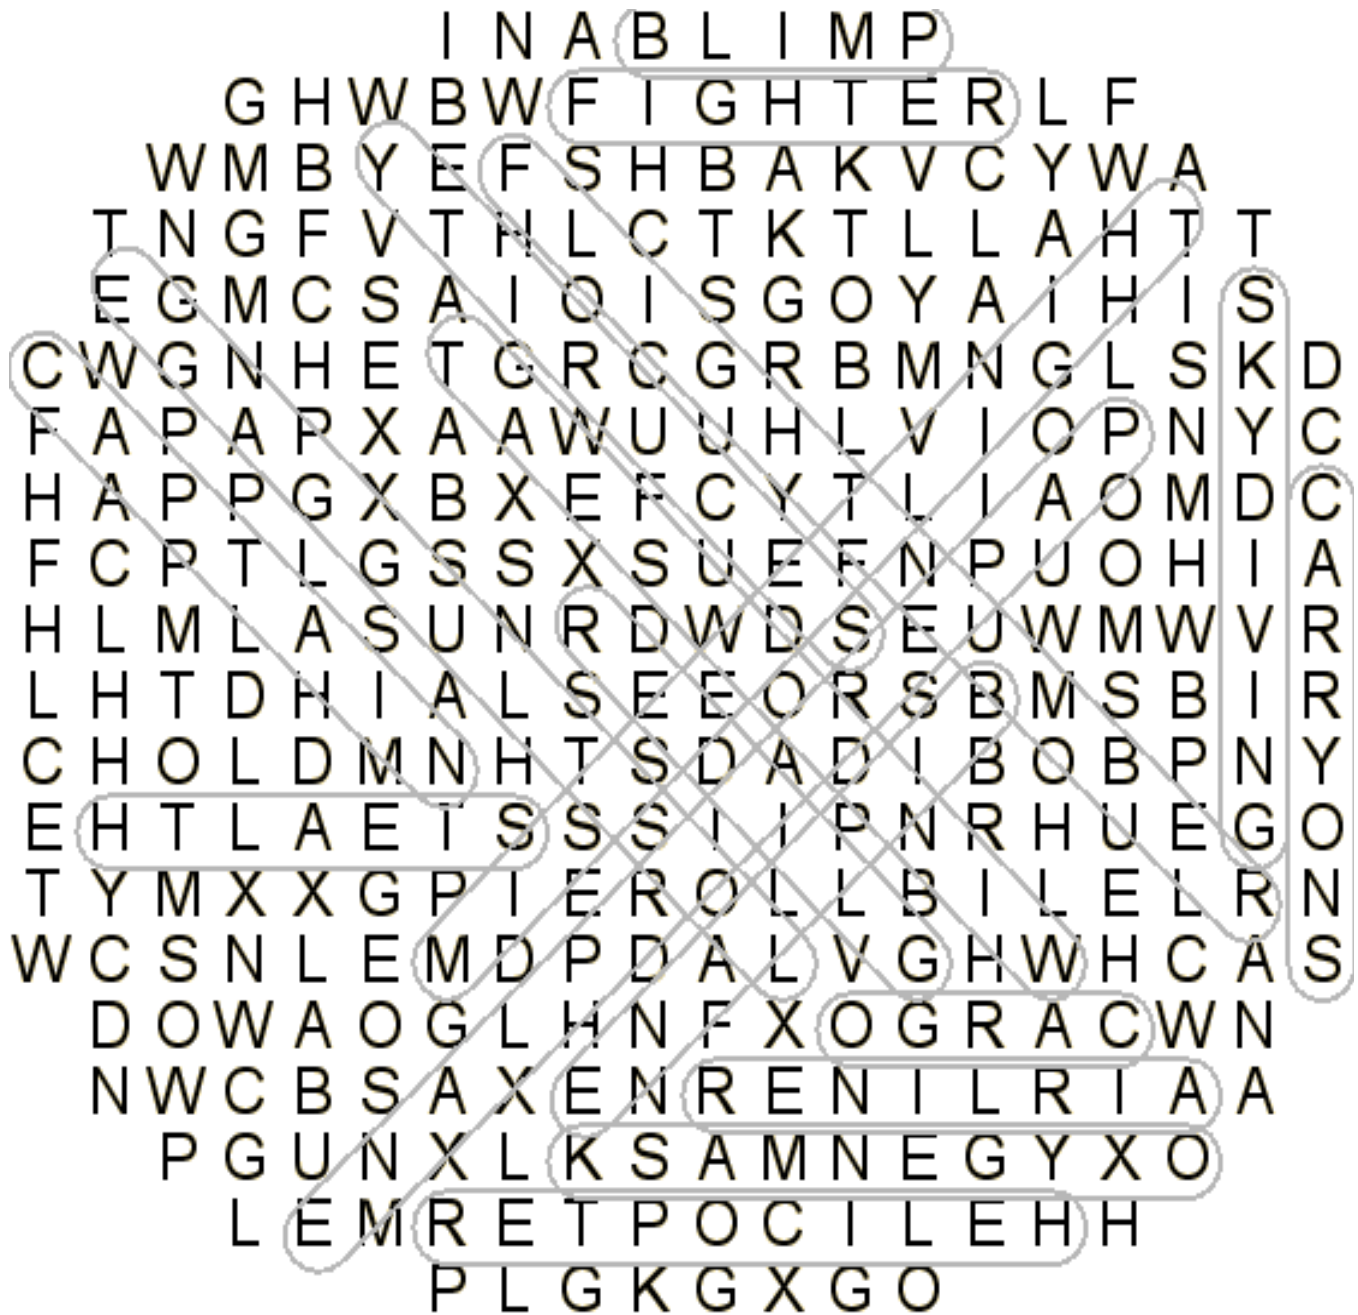 I N A B L I M P
G H W B W F I G H T E R L F
W M B Y E F S H B A K V C Y W A
T N G F V T H L C T K T L L A H T T
E G M C S A I O I S G O Y A I H I S
C W G N H E T G R C G R B M N G L S K D
F A P A P X A A W U U H L V I O P N Y C
H A P P G X B X E F C Y T L I A O M D C
F C P T L G S S X S U E F N P U O H I A
H L M L A S U N R D W D S E U W M W V R
L H T D H I A L S E E O R S B M S B I R
C H O L D M N H T S D A D I B O B P N Y
E H T L A E T S S S I I P N R H U E G O
T Y M X X G P I E R O L L B I L E L R N
W C S N L E M D P D A L V G H W H C A S
D O W A O G L H N F X O G R A C W N
N W C B S A X E N R E N I L R I A A
P G U N X L K S A M N E G Y X O
L E M R E T P O C I L E H H
P L G K G X G O